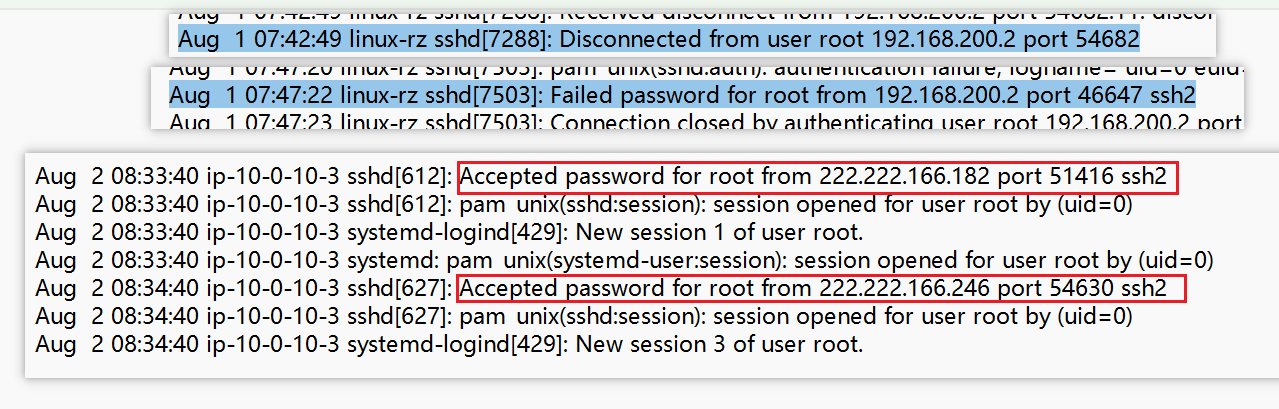 Aug  1 07:42:49 linux-rz sshd[7288]: Received disconnect from 192.168.200.2 port 54682:11: discon
Aug  1 07:42:49 linux-rz sshd[7288]: Disconnected from user root 192.168.200.2 port 54682
Aug  1 07:47:20 linux-rz sshd[7503]: pam_unix(sshd:auth): authentication failure; logname= uid=0 euid=
Aug  1 07:47:22 linux-rz sshd[7503]: Failed password for root from 192.168.200.2 port 46647 ssh2
Aug  1 07:47:23 linux-rz sshd[7503]: Connection closed by authenticating user root 192.168.200.2 port
Aug  2 08:33:40 ip-10-0-10-3 sshd[612]: Accepted password for root from 222.222.166.182 port 51416 ssh2
Aug  2 08:33:40 ip-10-0-10-3 sshd[612]: pam_unix(sshd:session): session opened for user root by (uid=0)
Aug  2 08:33:40 ip-10-0-10-3 systemd-logind[429]: New session 1 of user root.
Aug  2 08:33:40 ip-10-0-10-3 systemd: pam_unix(systemd-user:session): session opened for user root by (uid=0)
Aug  2 08:34:40 ip-10-0-10-3 sshd[627]: Accepted password for root from 222.222.166.246 port 54630 ssh2
Aug  2 08:34:40 ip-10-0-10-3 sshd[627]: pam_unix(sshd:session): session opened for user root by (uid=0)
Aug  2 08:34:40 ip-10-0-10-3 systemd-logind[429]: New session 3 of user root.